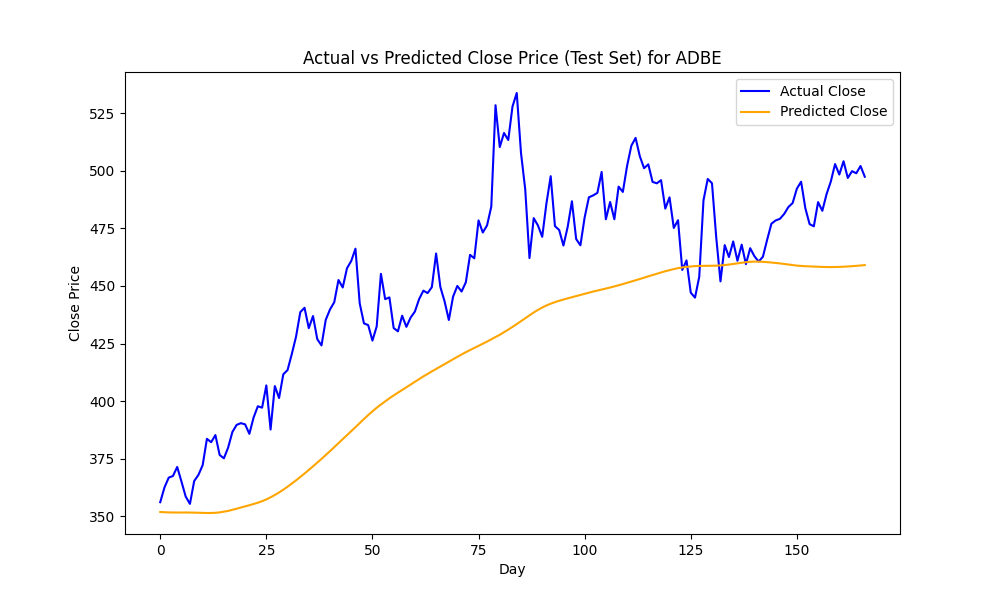 Actual vs Predicted Close Price (Test Set) for ADBE
Actual Close
Predicted Close
Close Price
525
500
475
450
425
400
375
350
0 25 50 75 100 125 150
Day